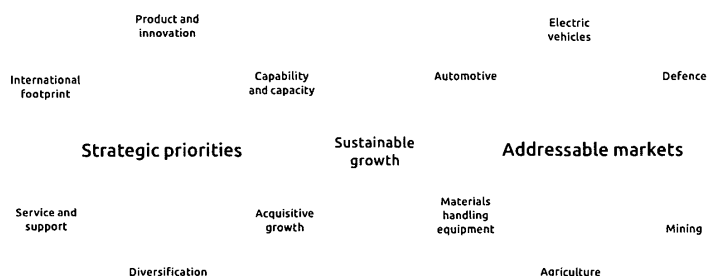 Product and
innovation
Electric
vehicles
International
footprint
Capability
and capacity
Automotive
Defence
Strategic priorities
Sustainable
growth
Addressable markets
Service and
support
Acquisitive
growth
Materials
handling
equipment
Mining
Diversification
Agriculture